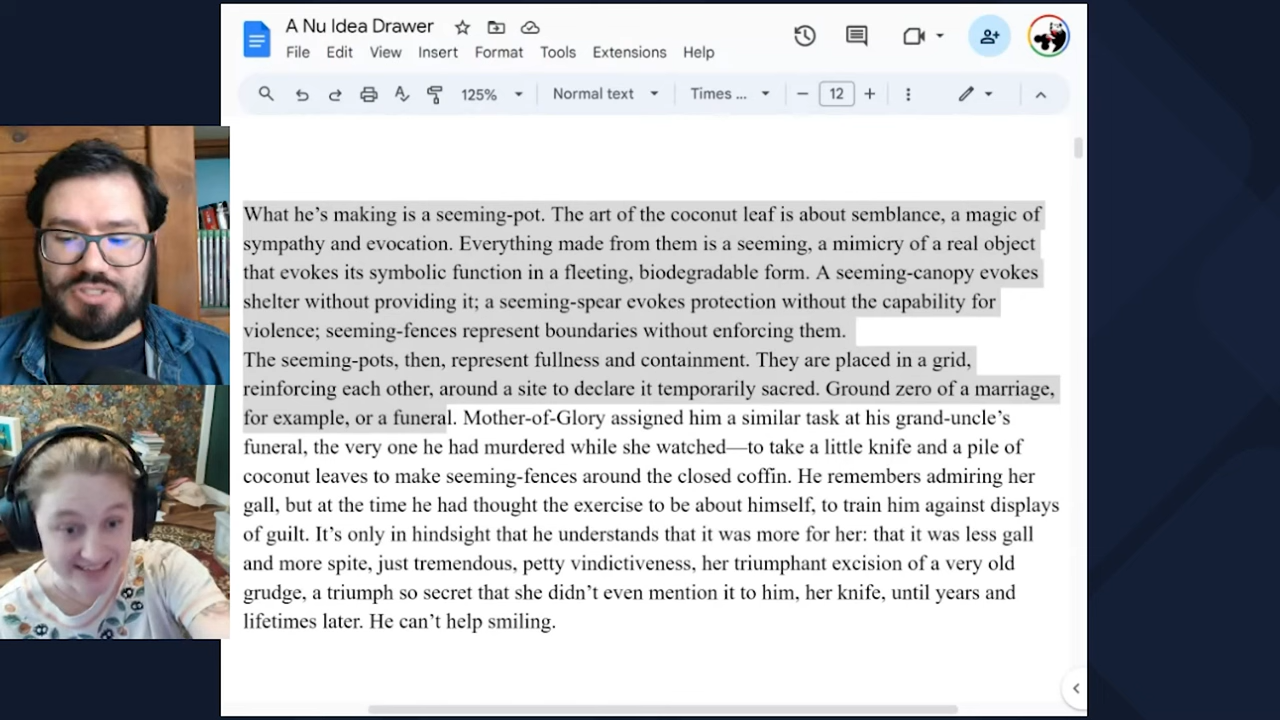 A Nu Idea Drawer
File Edit View Insert Format Tools Extensions Help
125% Normal text Times ... 12
What he's making is a seeming-pot. The art of the coconut leaf is about semblance, a magic of
sympathy and evocation. Everything made from them is a seeming, a mimicry of a real object
that evokes its symbolic function in a fleeting, biodegradable form. A seeming-canopy evokes
shelter without providing it; a seeming-spear evokes protection without the capability for
violence; seeming-fences represent boundaries without enforcing them.
The seeming-pots, then, represent fullness and containment. They are placed in a grid,
reinforcing each other, around a site to declare it temporarily sacred. Ground zero of a marriage,
for example, or a funeral. Mother-of-Glory assigned him a similar task at his grand-uncle's
funeral, the very one he had murdered while she watched—to take a little knife and a pile of
coconut leaves to make seeming-fences around the closed coffin. He remembers admiring her
gall, but at the time he had thought the exercise to be about himself, to train him against displays
of guilt. It's only in hindsight that he understands that it was more for her: that it was less gall
and more spite, just tremendous, petty vindictiveness, her triumphant excision of a very old
grudge, a triumph so secret that she didn't even mention it to him, her knife, until years and
lifetimes later. He can't help smiling.